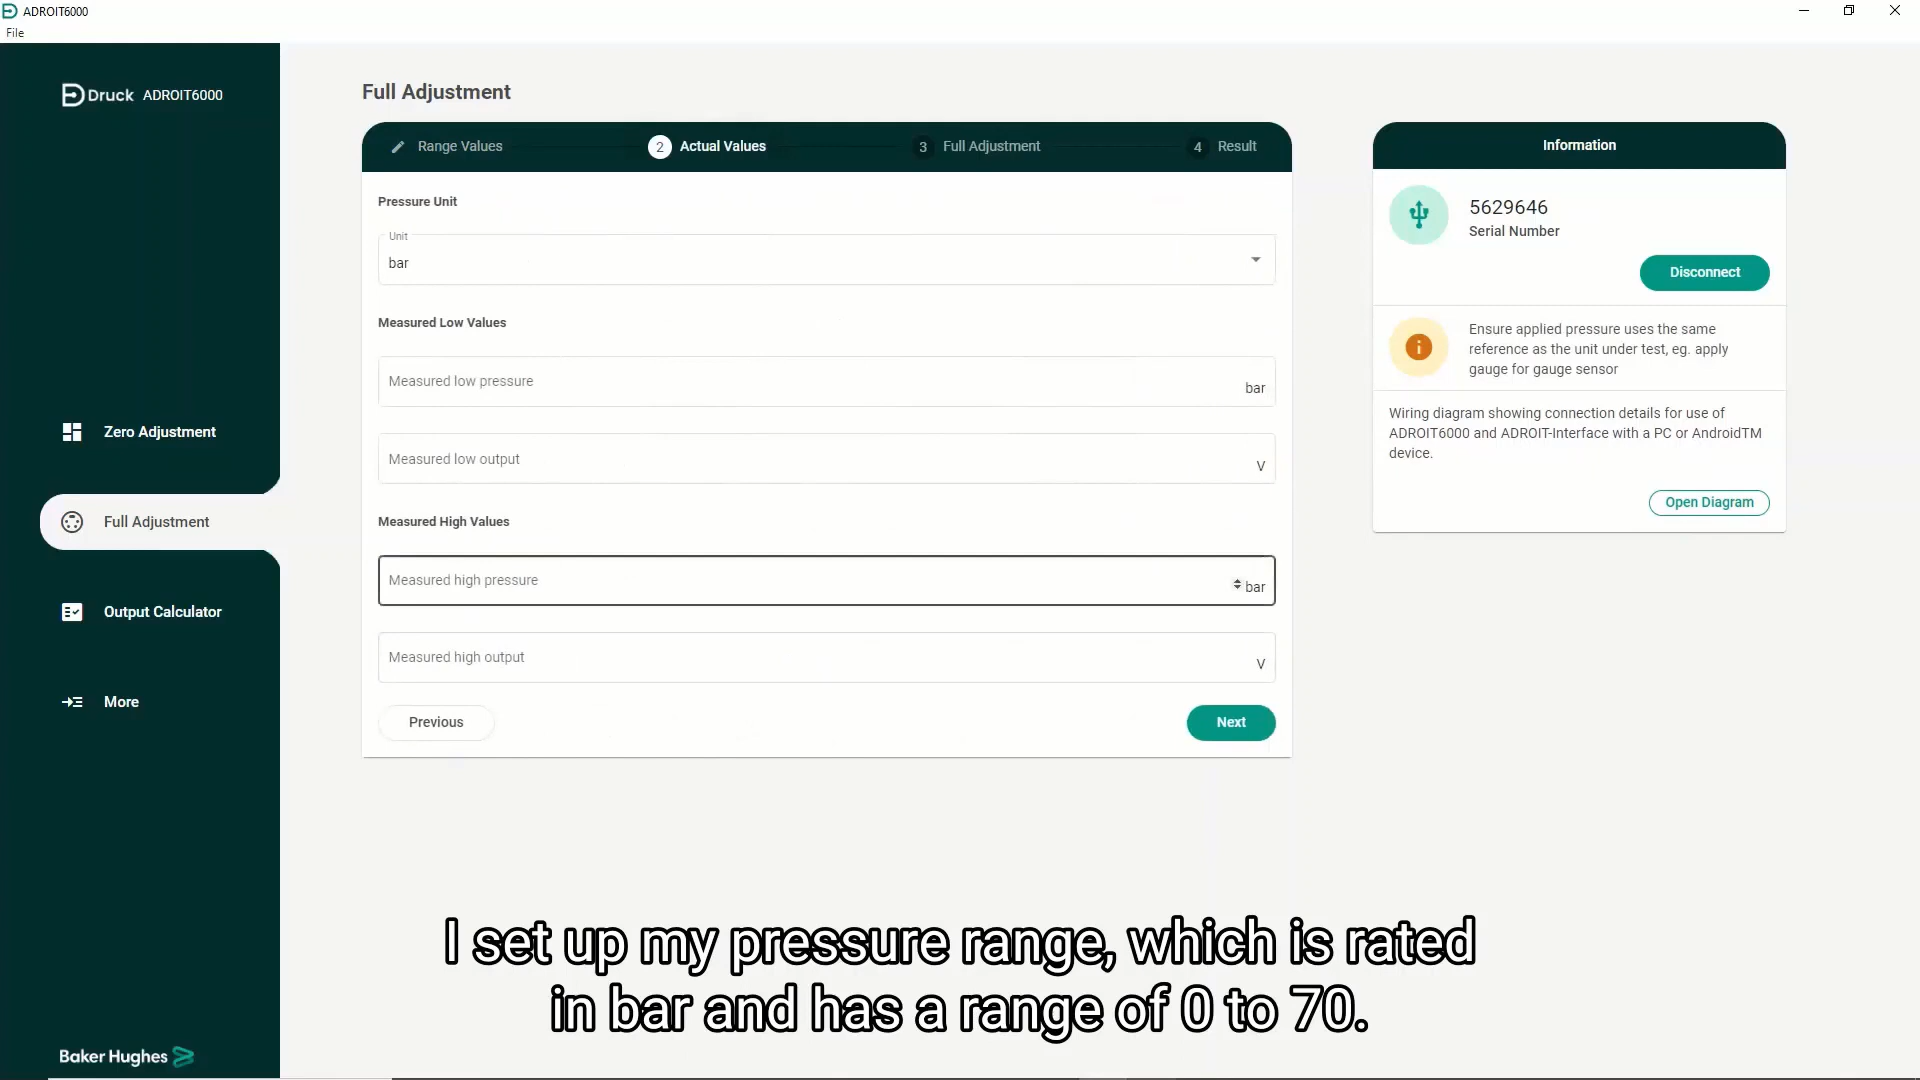 ADROIT6000
File
Druck ADROIT6000
Zero Adjustment
Full Adjustment
Output Calculator
More
Baker Hughes
Full Adjustment
Range Values
2 Actual Values
3 Full Adjustment
4 Result
Pressure Unit
Unit
bar
Measured Low Values
Measured low pressure bar
Measured low output V
Measured High Values
Measured high pressure bar
Measured high output V
Previous
Next
Information
5629646
Serial Number
Disconnect
Ensure applied pressure uses the same
reference as the unit under test, eg. apply
gauge for gauge sensor
Wiring diagram showing connection details for use of
ADROIT6000 and ADROIT-Interface with a PC or AndroidTM
device.
Open Diagram
I set up my pressure range, which is rated
in bar and has a range of 0 to 70.